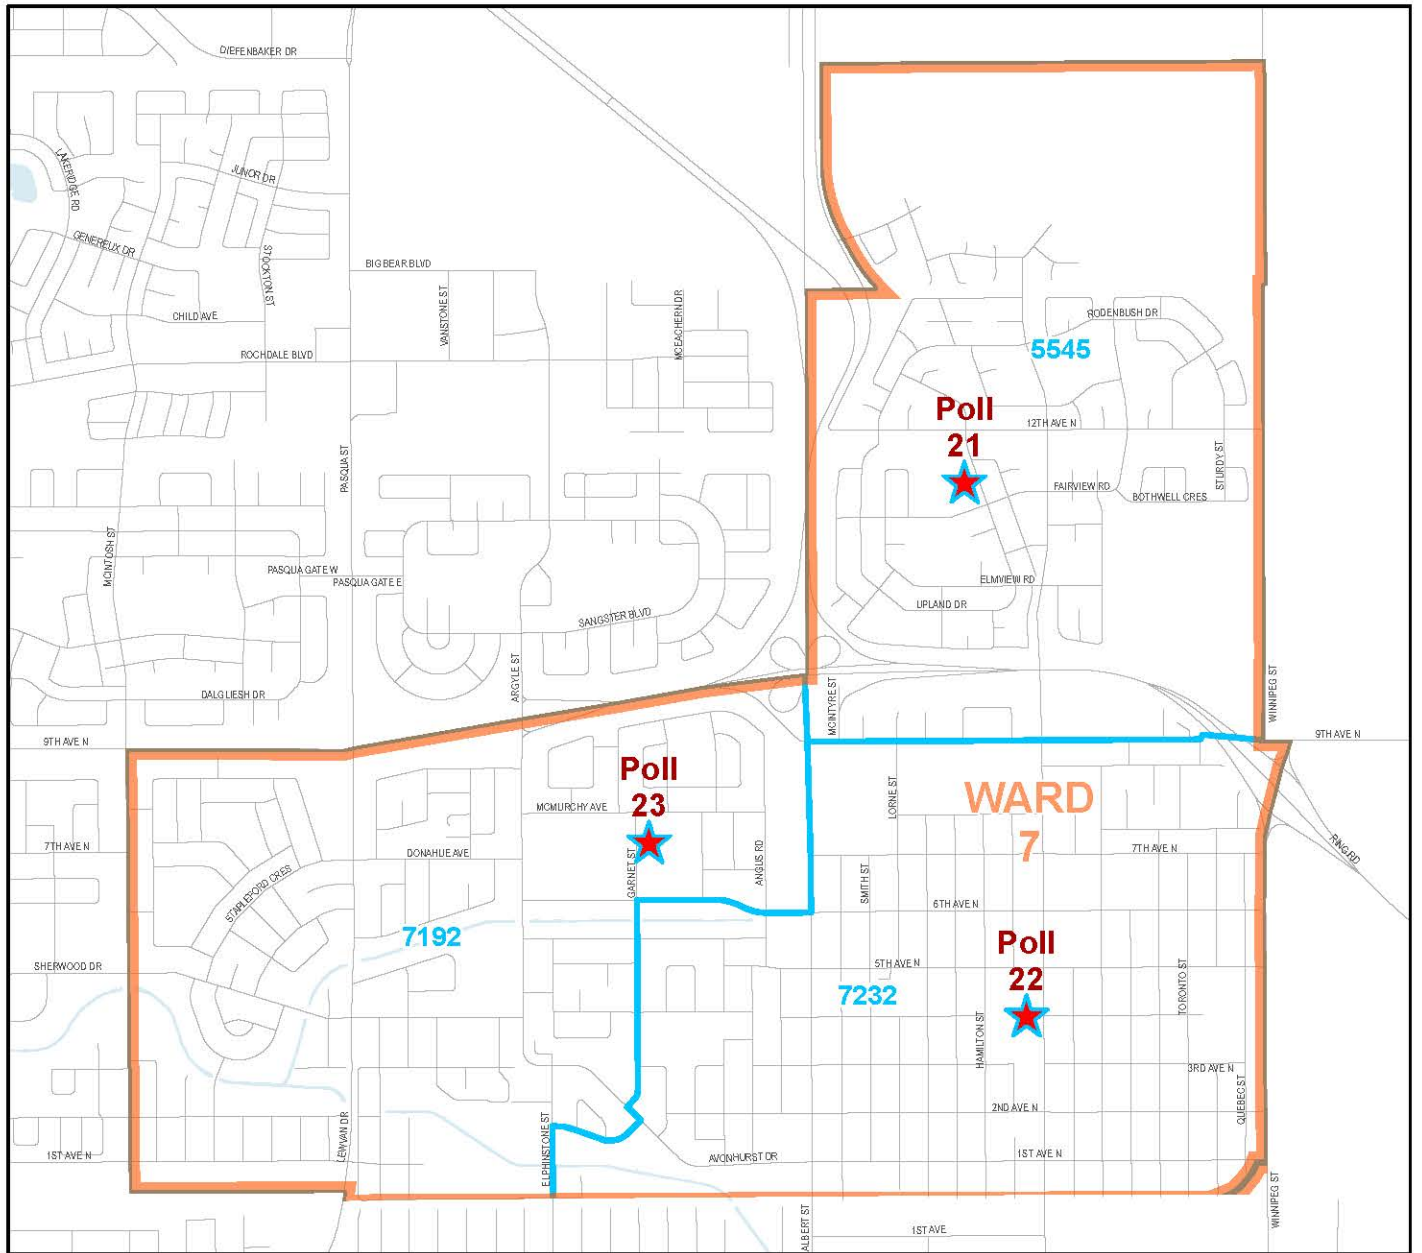 DIEFENBAKER DR
LAKERIDGE RD
JUNOR DR
GENEREUX DR
STOCKTON ST
BIG BEAR BLVD
VANSTONE ST
MCEACHERN DR
CHILD AVE
ROCHDALE BLVD
RODENBUSH DR
5545
Poll
21
12TH AVE N
PASQUA ST
STURDY ST
FAIRVIEW RD
BOTHWELL CRES
MCINTOSH ST
PASQUA GATE W
PASQUA GATE E
ELMVIEW RD
UPLAND DR
SANGSTER BLVD
ARGYLE ST
DALGLIESH DR
MCINTYRE ST
WINNIPEG ST
9TH AVE N
9TH AVE N
Poll
23
WARD
7
LORNE ST
MCMURCHY AVE
7TH AVE N
DONAHUE AVE
GARNET ST
ANGUS RD
7TH AVE N
RING RD
STAPLEFORD CRES
SMITH ST
6TH AVE N
7192
Poll
22
SHERWOOD DR
5TH AVE N
7232
TORONTO ST
HAMILTON ST
3RD AVE N
QUEBEC ST
2ND AVE N
LEWVAN DR
ELPHINSTONE ST
1ST AVE N
AVONHURST DR
1ST AVE N
ALBERT ST
1ST AVE
WINNIPEG ST